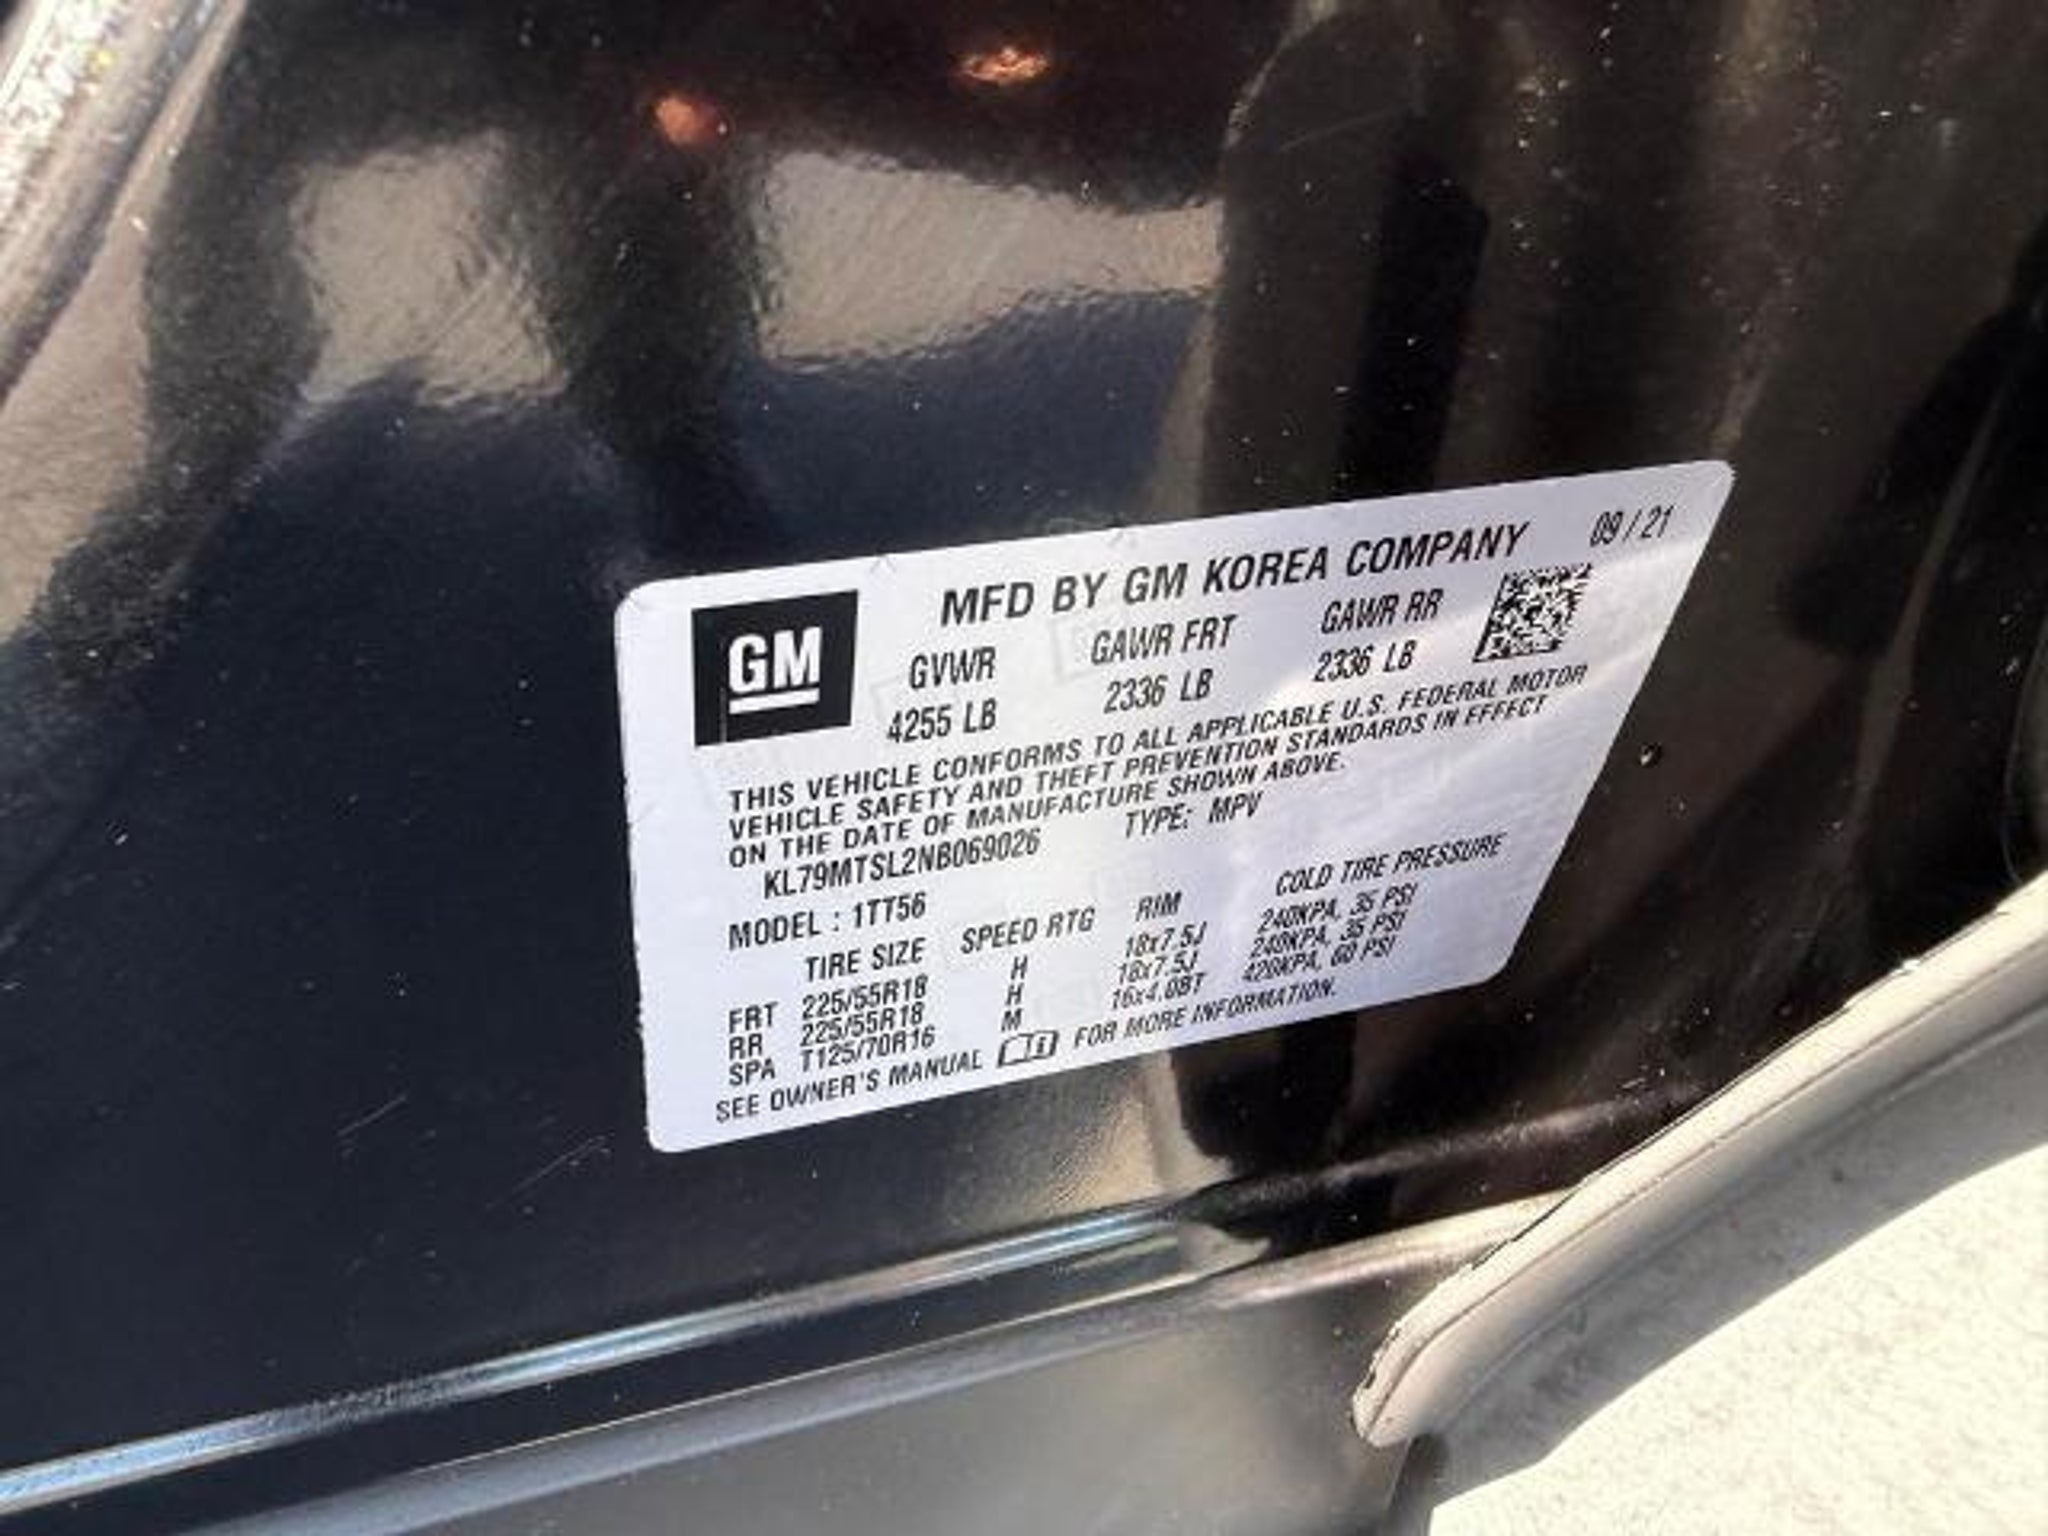 MFD BY GM KOREA COMPANY 09 / 21
GM
GVWR GAWR FRT GAWR RR
4255 LB 2336 LB 2336 LB
THIS VEHICLE CONFORMS TO ALL APPLICABLE U.S. FEDERAL MOTOR
VEHICLE SAFETY AND THEFT PREVENTION STANDARDS IN EFFECT
ON THE DATE OF MANUFACTURE SHOWN ABOVE.
KL79MTSL2NB069026 TYPE: MPV
MODEL : 1TT56
TIRE SIZE SPEED RTG RIM COLD TIRE PRESSURE
FRT 225/55R18 H 18x7.5J 240KPA, 35 PSI
RR 225/55R18 H 18x7.5J 240KPA, 35 PSI
SPA T125/70R16 M 16x4.0BT 420KPA, 60 PSI
SEE OWNER'S MANUAL FOR MORE INFORMATION.